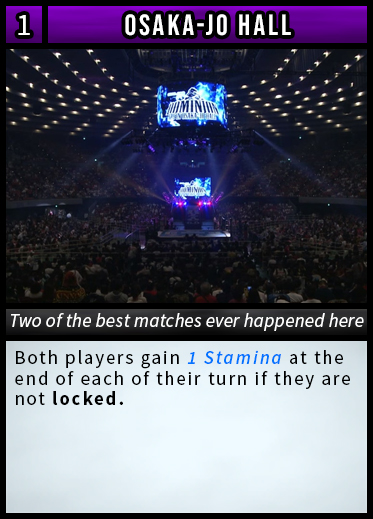 1 OSAKA-JO HALL
DOMINION
DOMINION
Two of the best matches ever happened here
Both players gain 1 Stamina at the
end of each of their turn if they are
not locked.